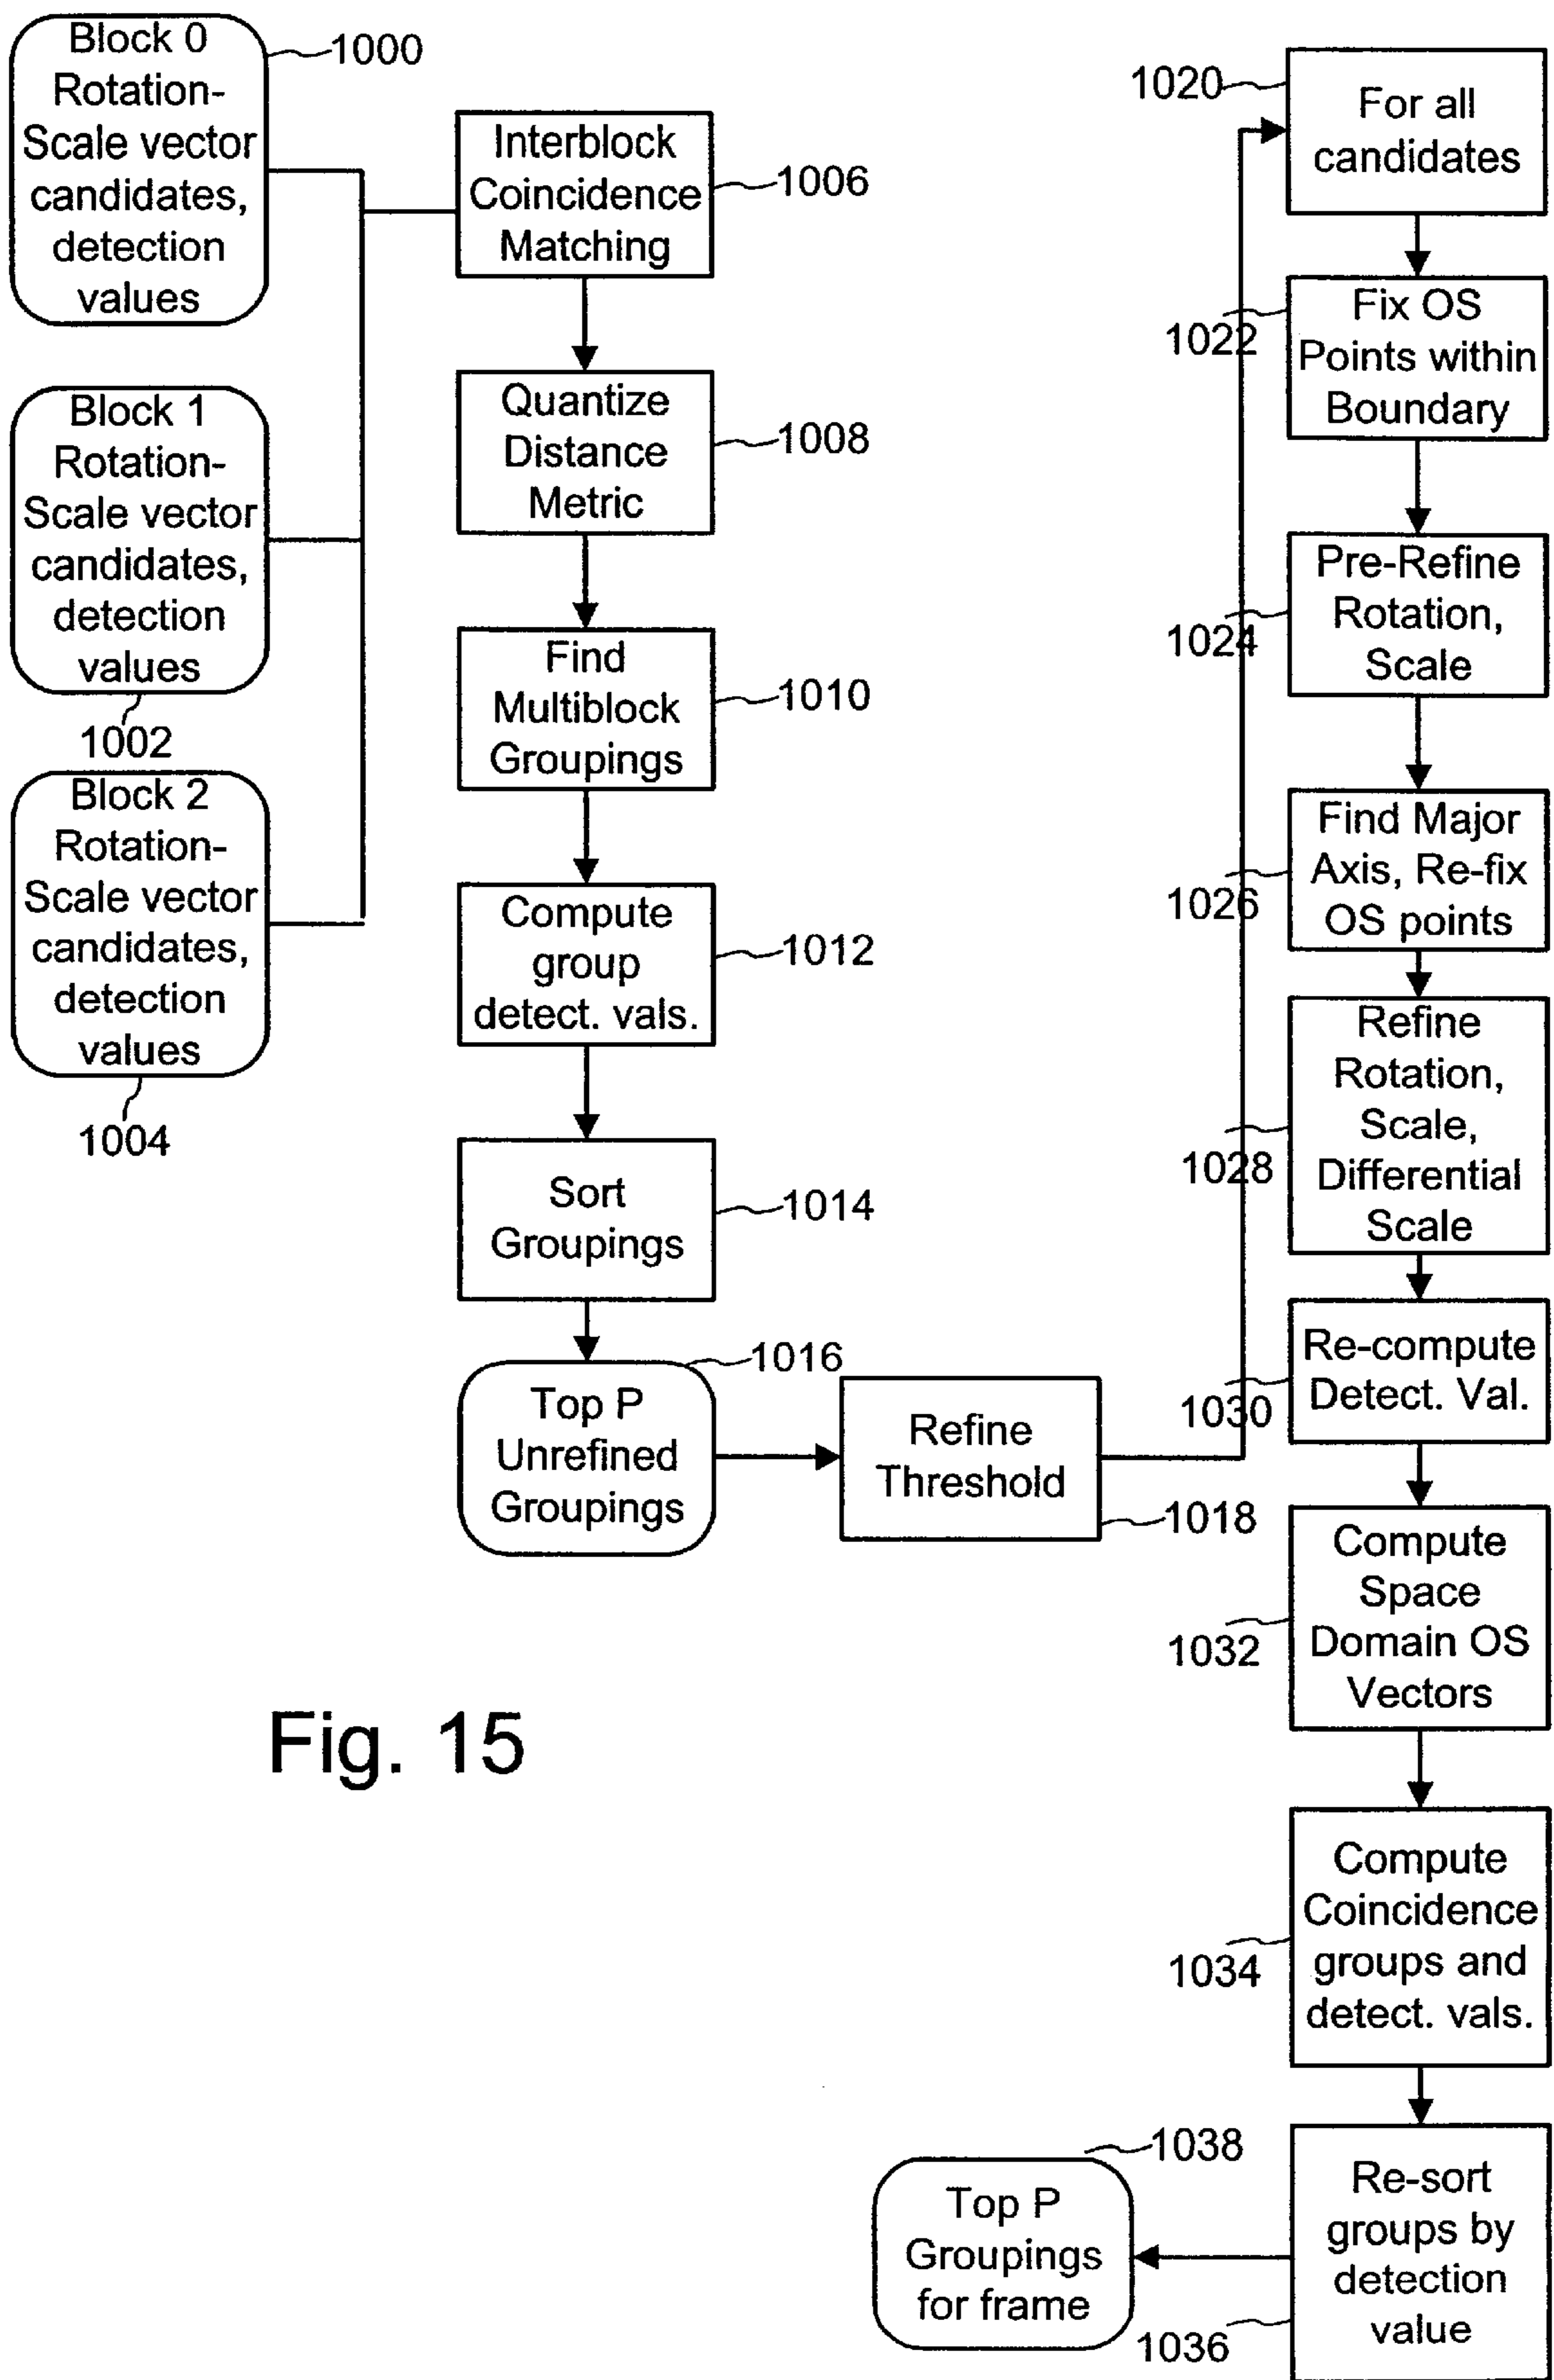 Block 0
Rotation-
Scale vector
candidates,
detection
values
1000
Block 1
Rotation-
Scale vector
candidates,
detection
values
1002
Block 2
Rotation-
Scale vector
candidates,
detection
values
1004
Interblock
Coincidence
Matching
1006
Quantize
Distance
Metric
1008
Find
Multiblock
Groupings
1010
Compute
group
detect. vals.
1012
Sort
Groupings
1014
Top P
Unrefined
Groupings
1016
Refine
Threshold
1018
1020
For all
candidates
1022
Fix OS
Points within
Boundary
1024
Pre-Refine
Rotation,
Scale
1026
Find Major
Axis, Re-fix
OS points
1028
Refine
Rotation,
Scale,
Differential
Scale
1030
Re-compute
Detect. Val.
1032
Compute
Space
Domain OS
Vectors
1034
Compute
Coincidence
groups and
detect. vals.
1036
Re-sort
groups by
detection
value
1038
Top P
Groupings
for frame
Fig. 15